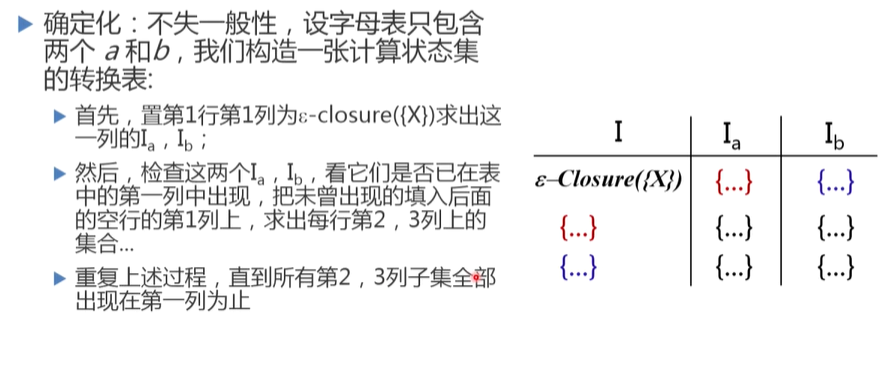 确定化：不失一般性，设字母表只包含
两个 a 和b，我们构造一张计算状态集
的转换表:
首先，置第1行第1列为ε-closure({X})求出这
一列的Iₐ，I_b；
然后，检查这两个Iₐ，I_b，看它们是否已在表
中的第一列中出现，把未曾出现的填入后面
的空行的第1列上，求出每行第2，3列上的
集合...
重复上述过程，直到所有第2，3列子集全部
出现在第一列为止
I Iₐ I_b
ε–Closure({X}) {...} {...}
{...} {...} {...}
{...} {...} {...}